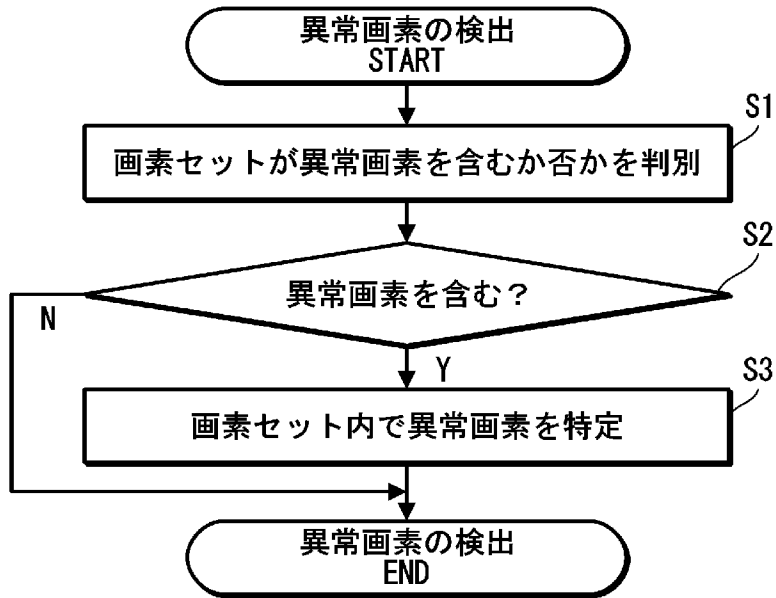 異常画素の検出
START
S1
画素セットが異常画素を含むか否かを判別
S2
異常画素を含む？
N
Y
S3
画素セット内で異常画素を特定
異常画素の検出
END